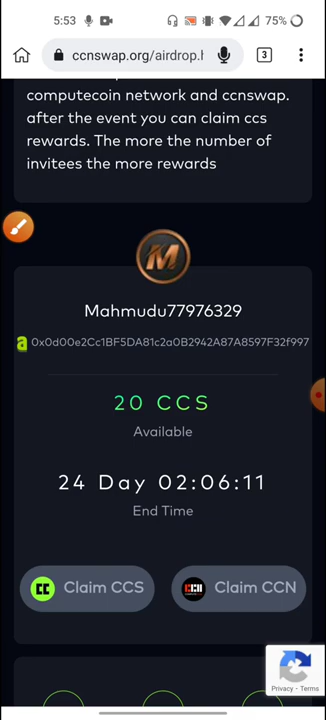 5:53
75%
ccnswap.org/airdrop.h
3
computecoin network and ccnswap.
after the event you can claim ccs
rewards. The more the number of
invitees the more rewards
M
Mahmudu77976329
a 0x0d00e2Cc1BF5DA81c2a0B2942A87A8597F32f997
20 CCS
Available
24 Day 02:06:11
End Time
CC Claim CCS
Claim CCN
Privacy - Terms